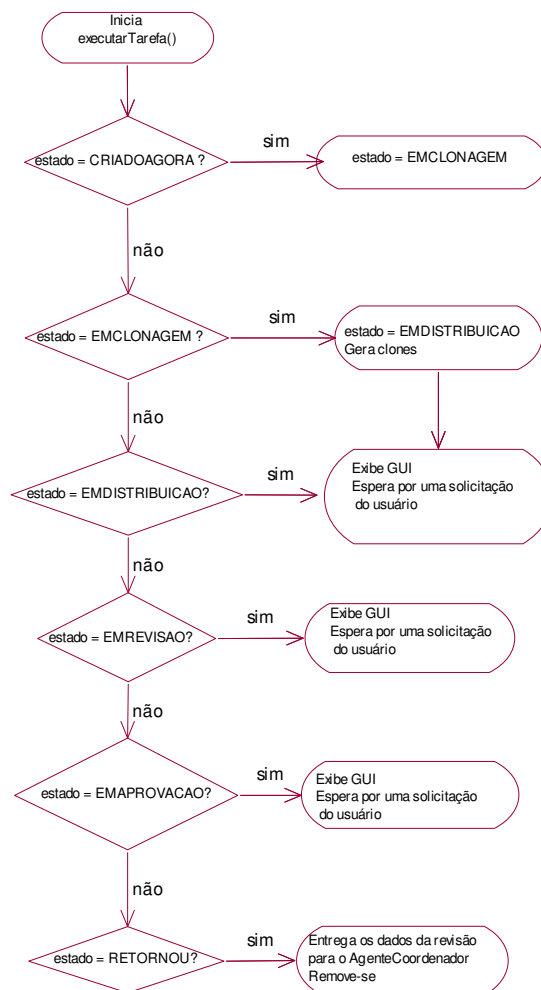 Inicia
executarTarefa()
estado = CRIADOAGORA ?
sim
estado = EMCLONAGEM
não
estado = EMCLONAGEM ?
sim
estado = EMDISTRIBUICAO
Gera clones
não
estado = EMDISTRIBUICAO?
sim
Exibe GUI
Espera por uma solicitação
do usuário
não
estado = EMREVISAO?
sim
Exibe GUI
Espera por uma solicitação
do usuário
não
estado = EMAPROVACAO?
sim
Exibe GUI
Espera por uma solicitação
do usuário
não
estado = RETORNOU?
sim
Entrega os dados da revisão
para o AgenteCoordenador
Remove-se